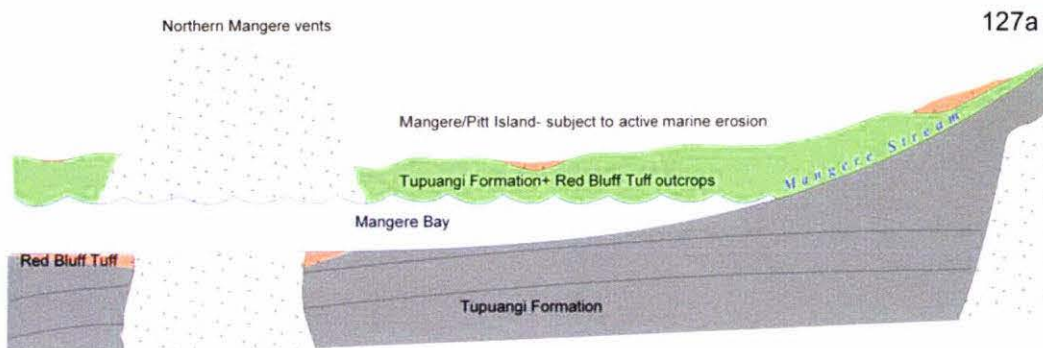 127a
Northern Mangere vents
Mangere/Pitt Island- subject to active marine erosion
Mangere Stream
Tupuangi Formation+ Red Bluff Tuff outcrops
Mangere Bay
Red Bluff Tuff
Tupuangi Formation